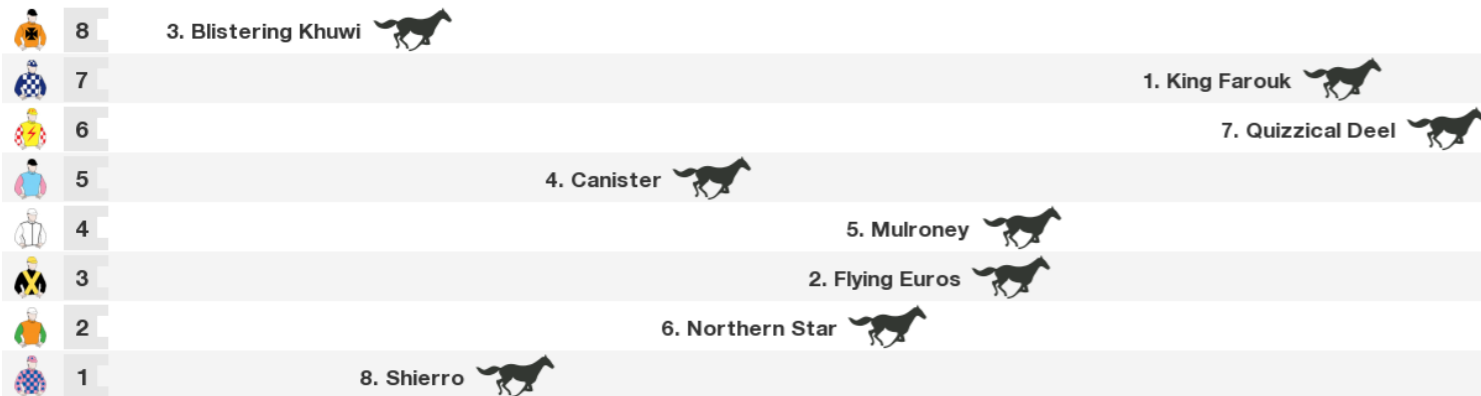 8 3. Blistering Khuwi
7 1. King Farouk
6 7. Quizzical Deel
5 4. Canister
4 5. Mulroney
3 2. Flying Euros
2 6. Northern Star
1 8. Shierro